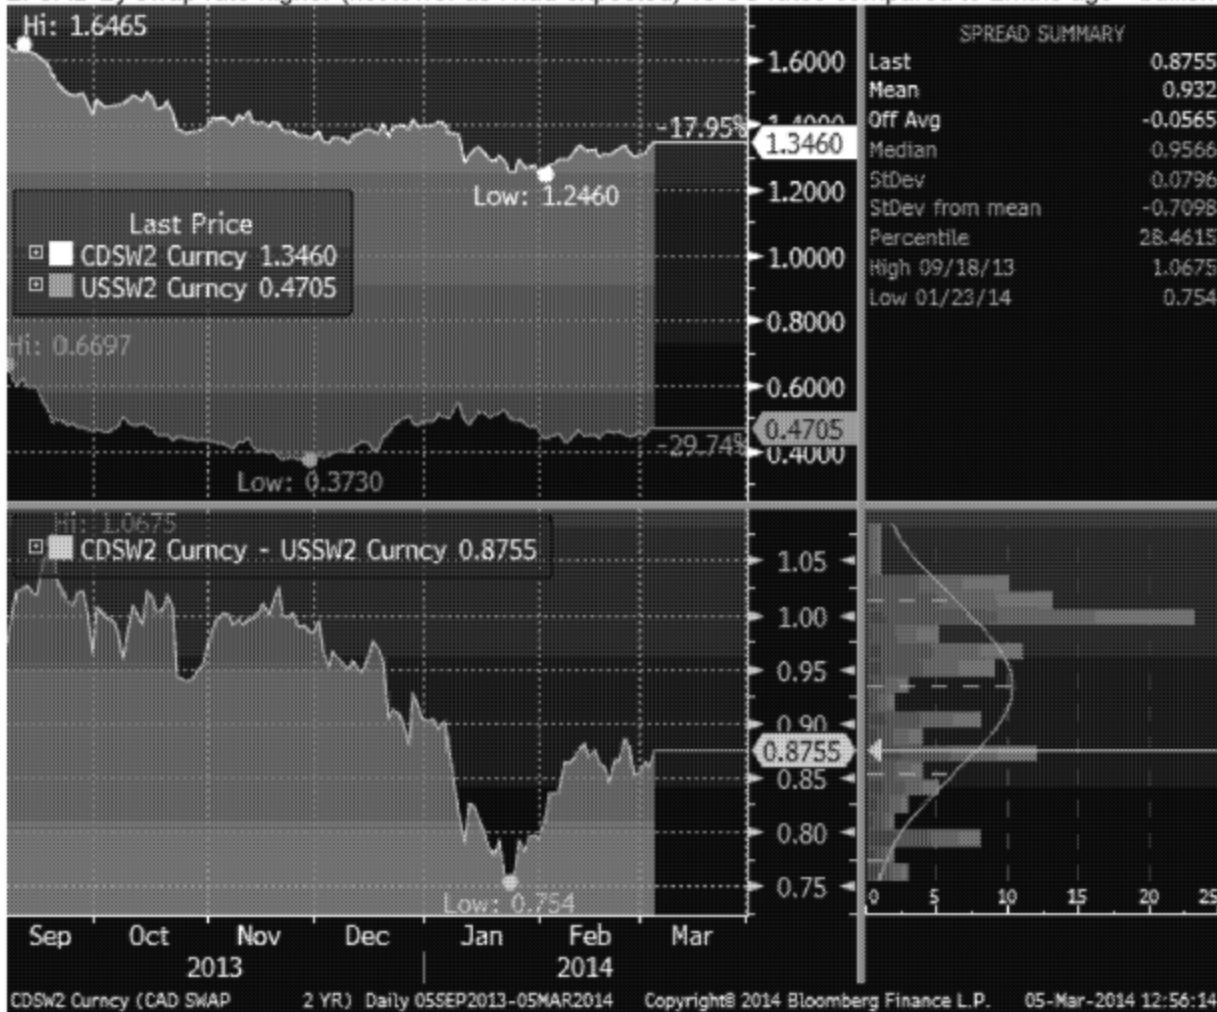 Hi: 1.6465
1.6000
-17.95%
1.4000
1.3460
Low: 1.2460
1.2000
Last Price
CDSW2 Curncy 1.3460
USSW2 Curncy 0.4705
1.0000
0.8000
Hi: 0.6697
0.6000
0.4705
-29.74%
0.4000
Low: 0.3730
SPREAD SUMMARY
Last 0.8755
Mean 0.932
Off Avg -0.0565
Median 0.9566
StDev 0.0796
StDev from mean -0.7098
Percentile 28.4615
High 09/18/13 1.0675
Low 01/23/14 0.754
Hi: 1.0675
CDSW2 Curncy - USSW2 Curncy 0.8755
1.05
1.00
0.95
0.90
0.8755
0.85
0.80
0.75
Low: 0.754
0 5 10 15 20 25
Sep Oct Nov Dec Jan Feb Mar
2013 2014
CDSW2 Curncy (CAD SWAP 2 YR) Daily 05SEP2013-05MAR2014 Copyright© 2014 Bloomberg Finance L.P. 05-Mar-2014 12:56:14